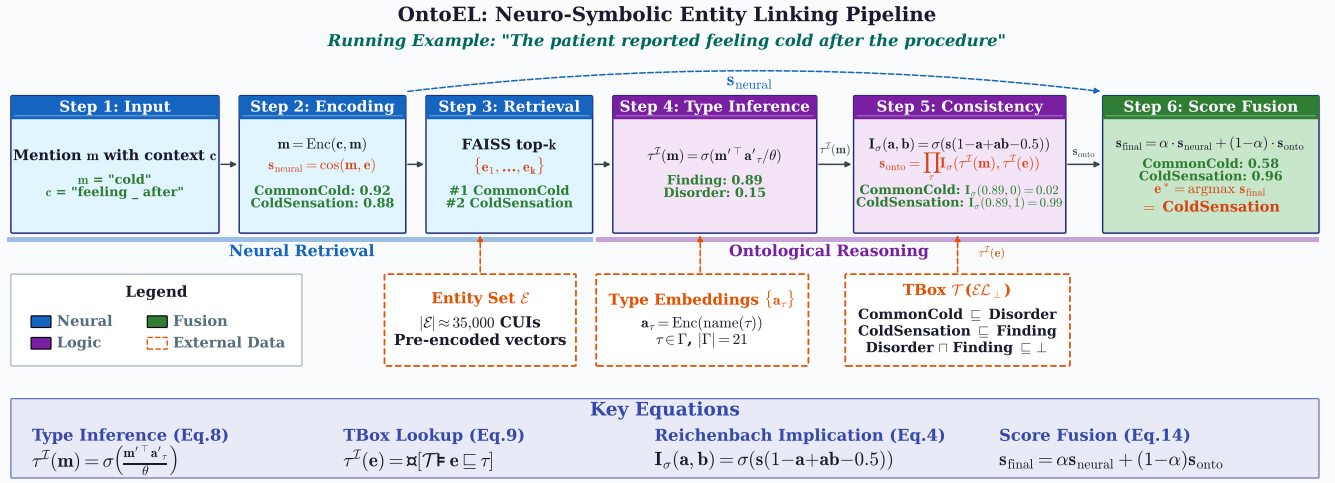 OntoEL: Neuro-Symbolic Entity Linking Pipeline
Running Example: "The patient reported feeling cold after the procedure"
s_neural
Step 1: Input
Mention m with context c
m = "cold"
c = "feeling _ after"
Step 2: Encoding
m = Enc(c, m)
s_neural = cos(m, e)
CommonCold: 0.92
ColdSensation: 0.88
Step 3: Retrieval
FAISS top-k
{e₁, ..., e_k}
#1 CommonCold
#2 ColdSensation
Step 4: Type Inference
τ^ℐ(m) = σ(m′^⊤ a′_τ/θ)
Finding: 0.89
Disorder: 0.15
τ^ℐ(m)
Step 5: Consistency
I_σ(a, b) = σ(s(1−a+ab−0.5))
s_onto = ∏_τ I_σ(τ^ℐ(m), τ^ℐ(e))
CommonCold: I_σ(0.89, 0) = 0.02
ColdSensation: I_σ(0.89, 1) = 0.99
s_onto
Step 6: Score Fusion
s_final = α · s_neural + (1−α) · s_onto
CommonCold: 0.58
ColdSensation: 0.96
e* = argmax s_final
= ColdSensation
Neural Retrieval
Ontological Reasoning
τ^ℐ(e)
Legend
Neural
Fusion
Logic
External Data
Entity Set ℰ
|ℰ| ≈ 35,000 CUIs
Pre-encoded vectors
Type Embeddings {a_τ}
a_τ = Enc(name(τ))
τ ∈ Γ, |Γ| = 21
TBox 𝒯 (ℰℒ_⊥)
CommonCold ⊑ Disorder
ColdSensation ⊑ Finding
Disorder ⊓ Finding ⊑ ⊥
Key Equations
Type Inference (Eq.8)
τ^ℐ(m) = σ(m′^⊤ a′_τ / θ)
TBox Lookup (Eq.9)
τ^ℐ(e) = ¤[𝒯 ⊧ e ⊑ τ]
Reichenbach Implication (Eq.4)
I_σ(a, b) = σ(s(1−a+ab−0.5))
Score Fusion (Eq.14)
s_final = αs_neural + (1−α)s_onto